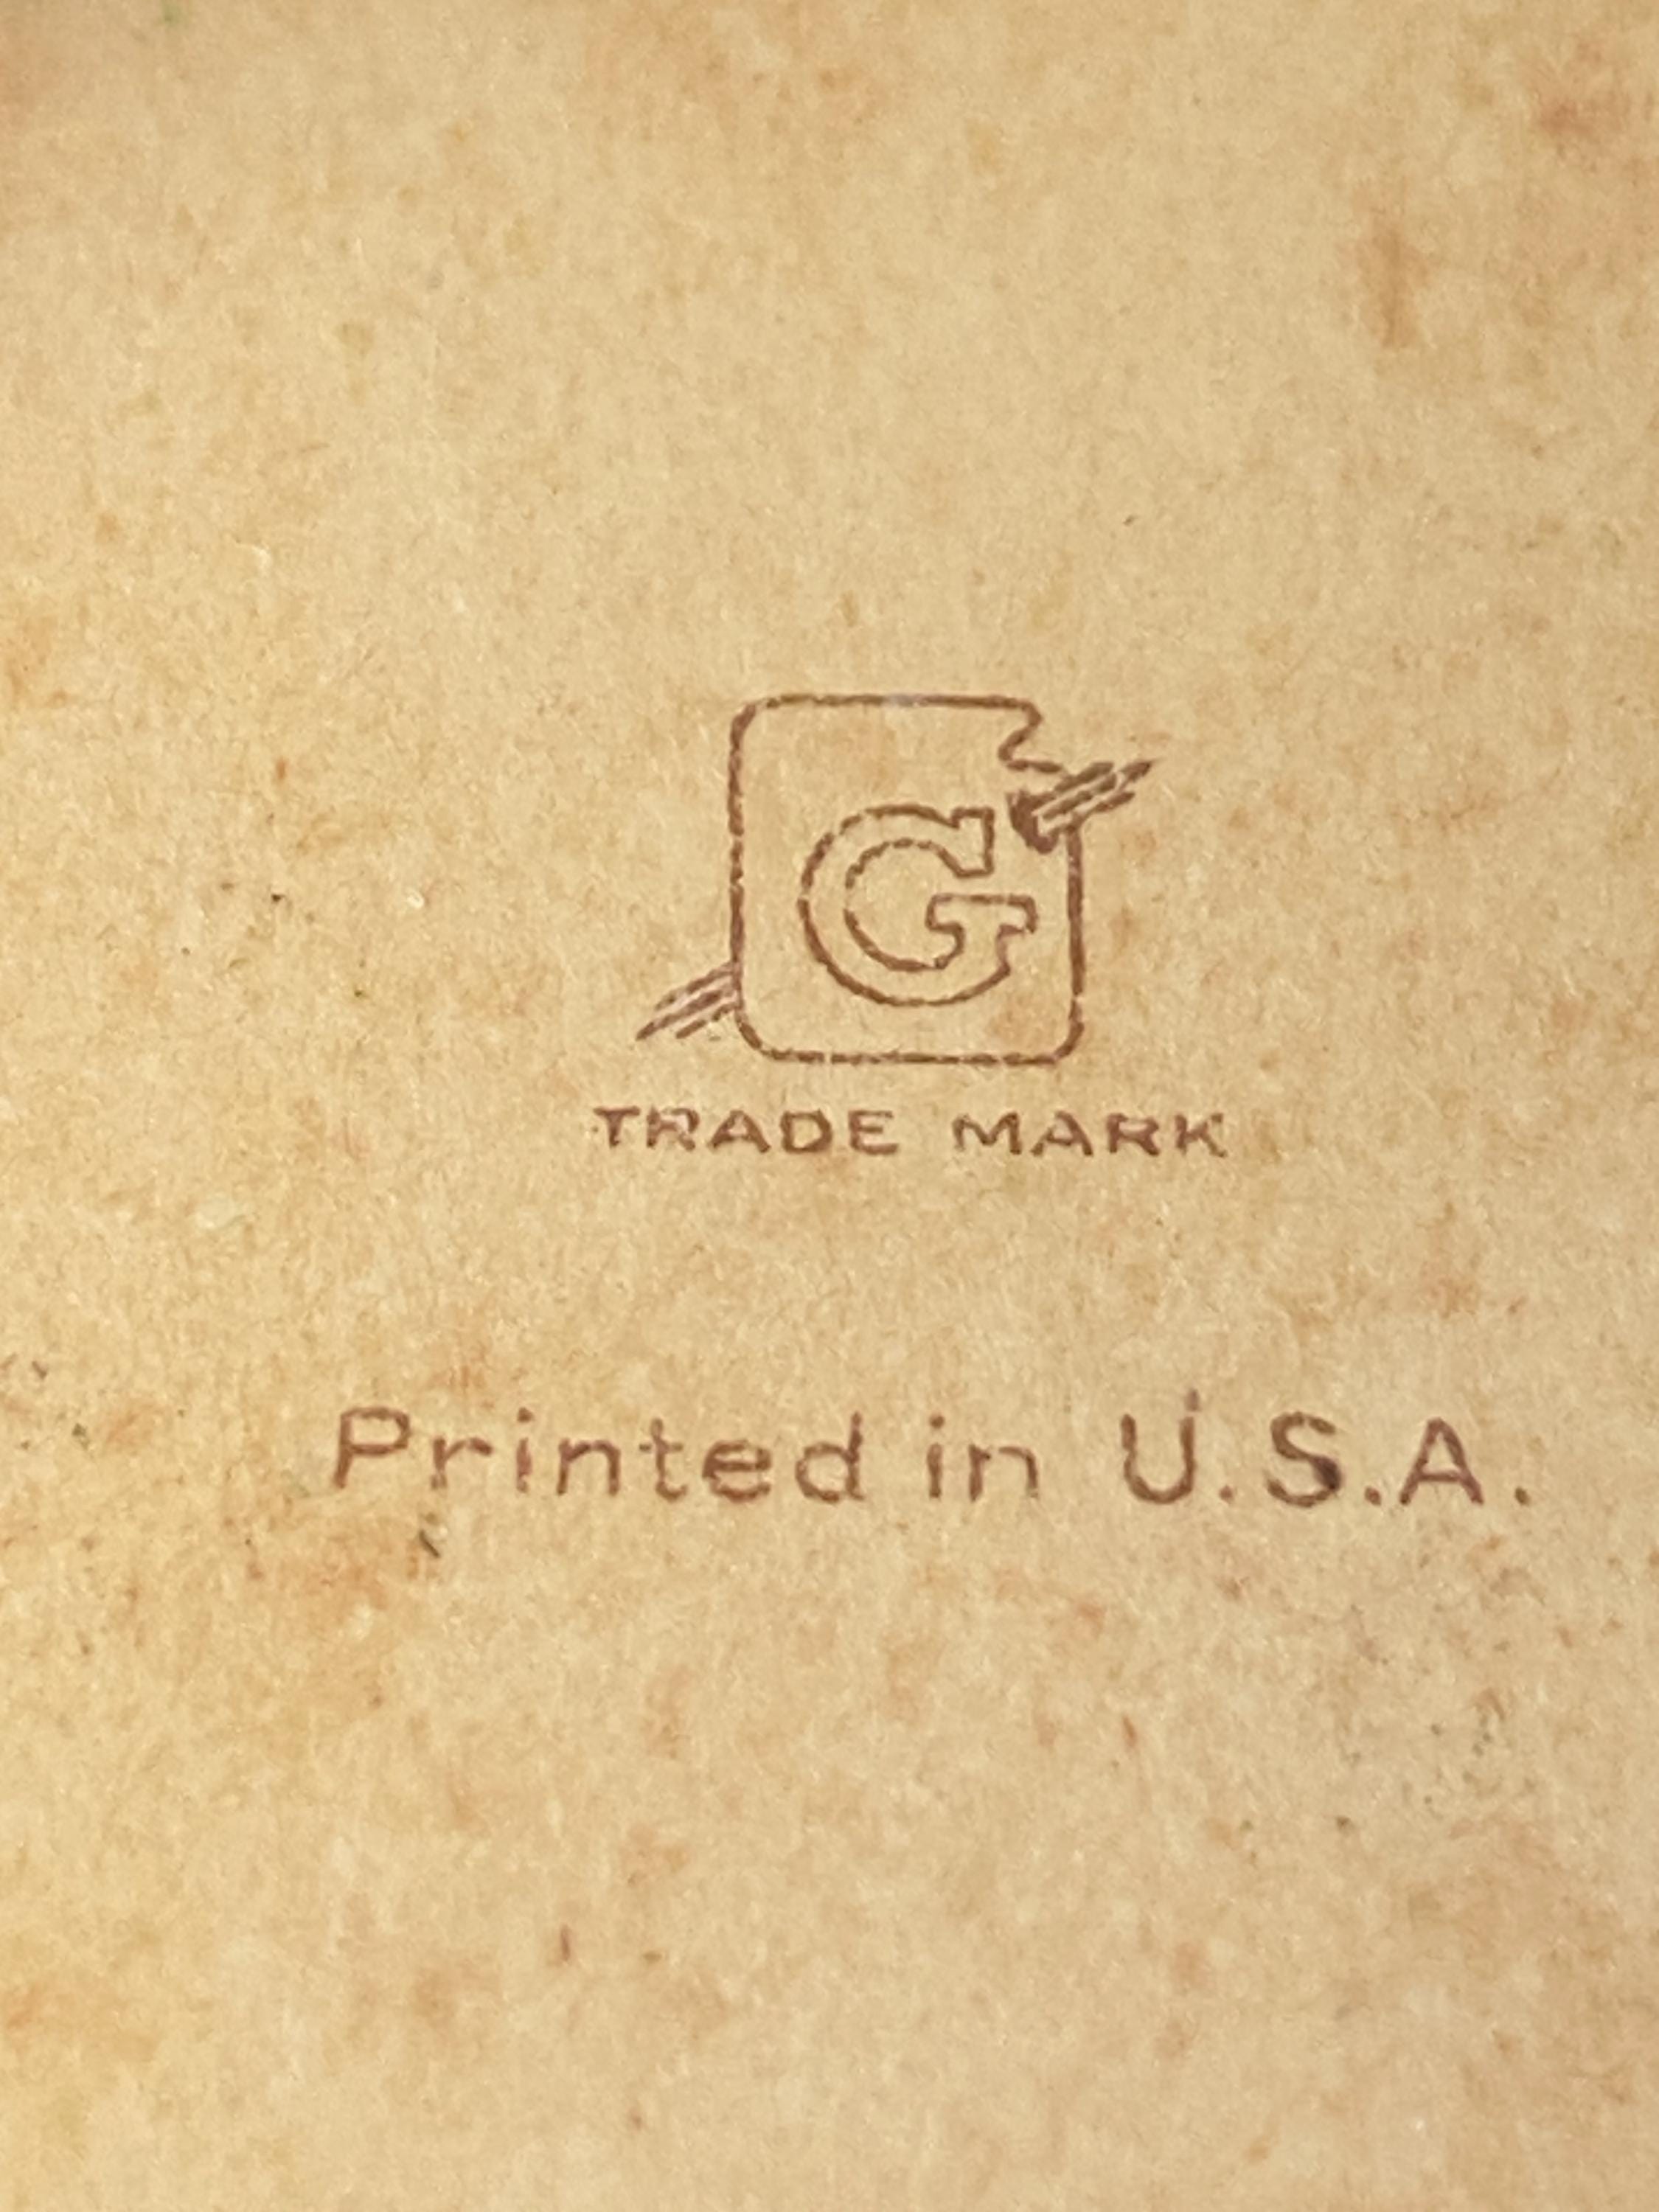 G
TRADE MARK
Printed in U.S.A.